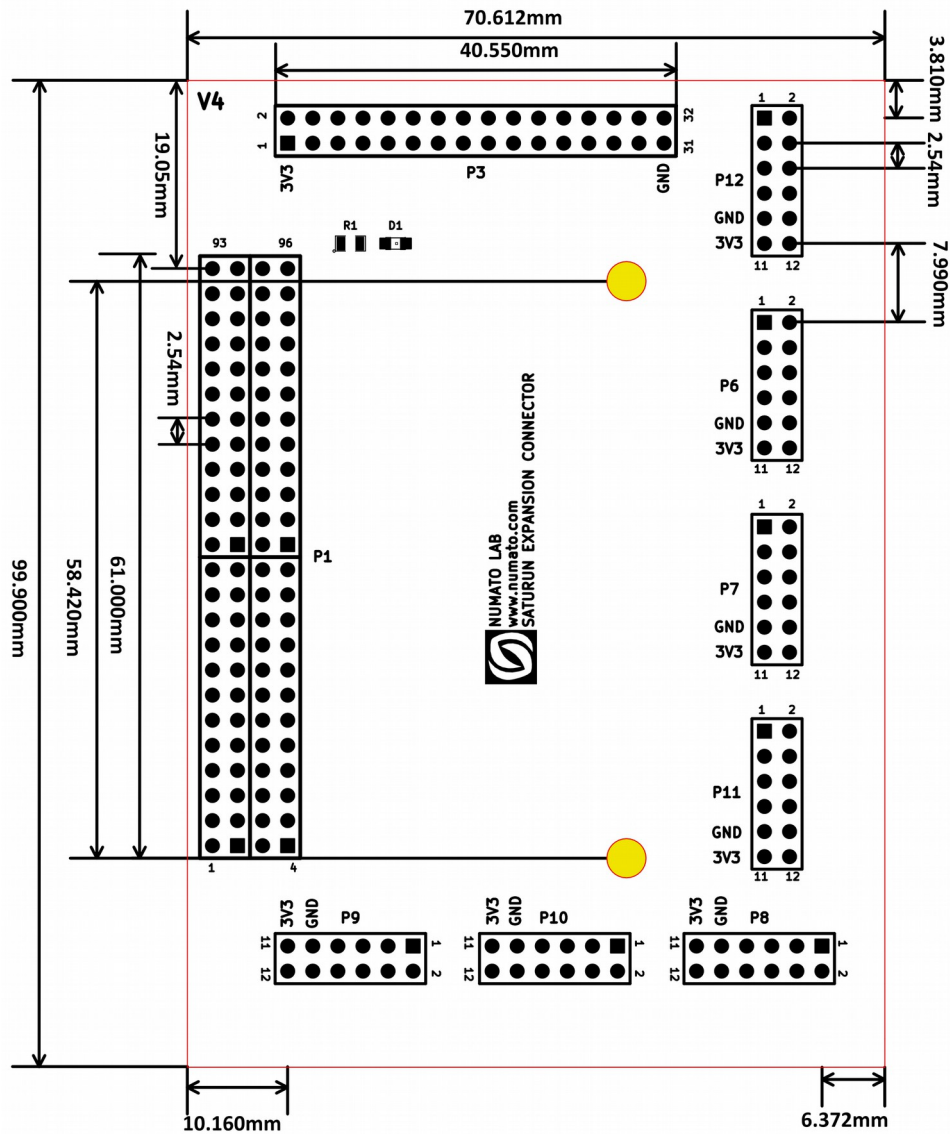 70.612mm
40.550mm
3.810mm
V4
2
32
1
31
3V3
P3
GND
19.05mm
1 2
2.54mm
P12
GND
3V3
11 12
7.990mm
R1 D1
93 96
1 2
P6
GND
3V3
11 12
2.54mm
P1
NUMATO LAB
www.numato.com
SATURUN EXPANSION CONNECTOR
1 2
P7
GND
3V3
11 12
99.900mm
58.420mm
61.000mm
1 2
P11
GND
3V3
11 12
1 4
3V3 GND P9
11 1
12 2
3V3 GND P10
11 1
12 2
3V3 GND P8
11 1
12 2
10.160mm
6.372mm